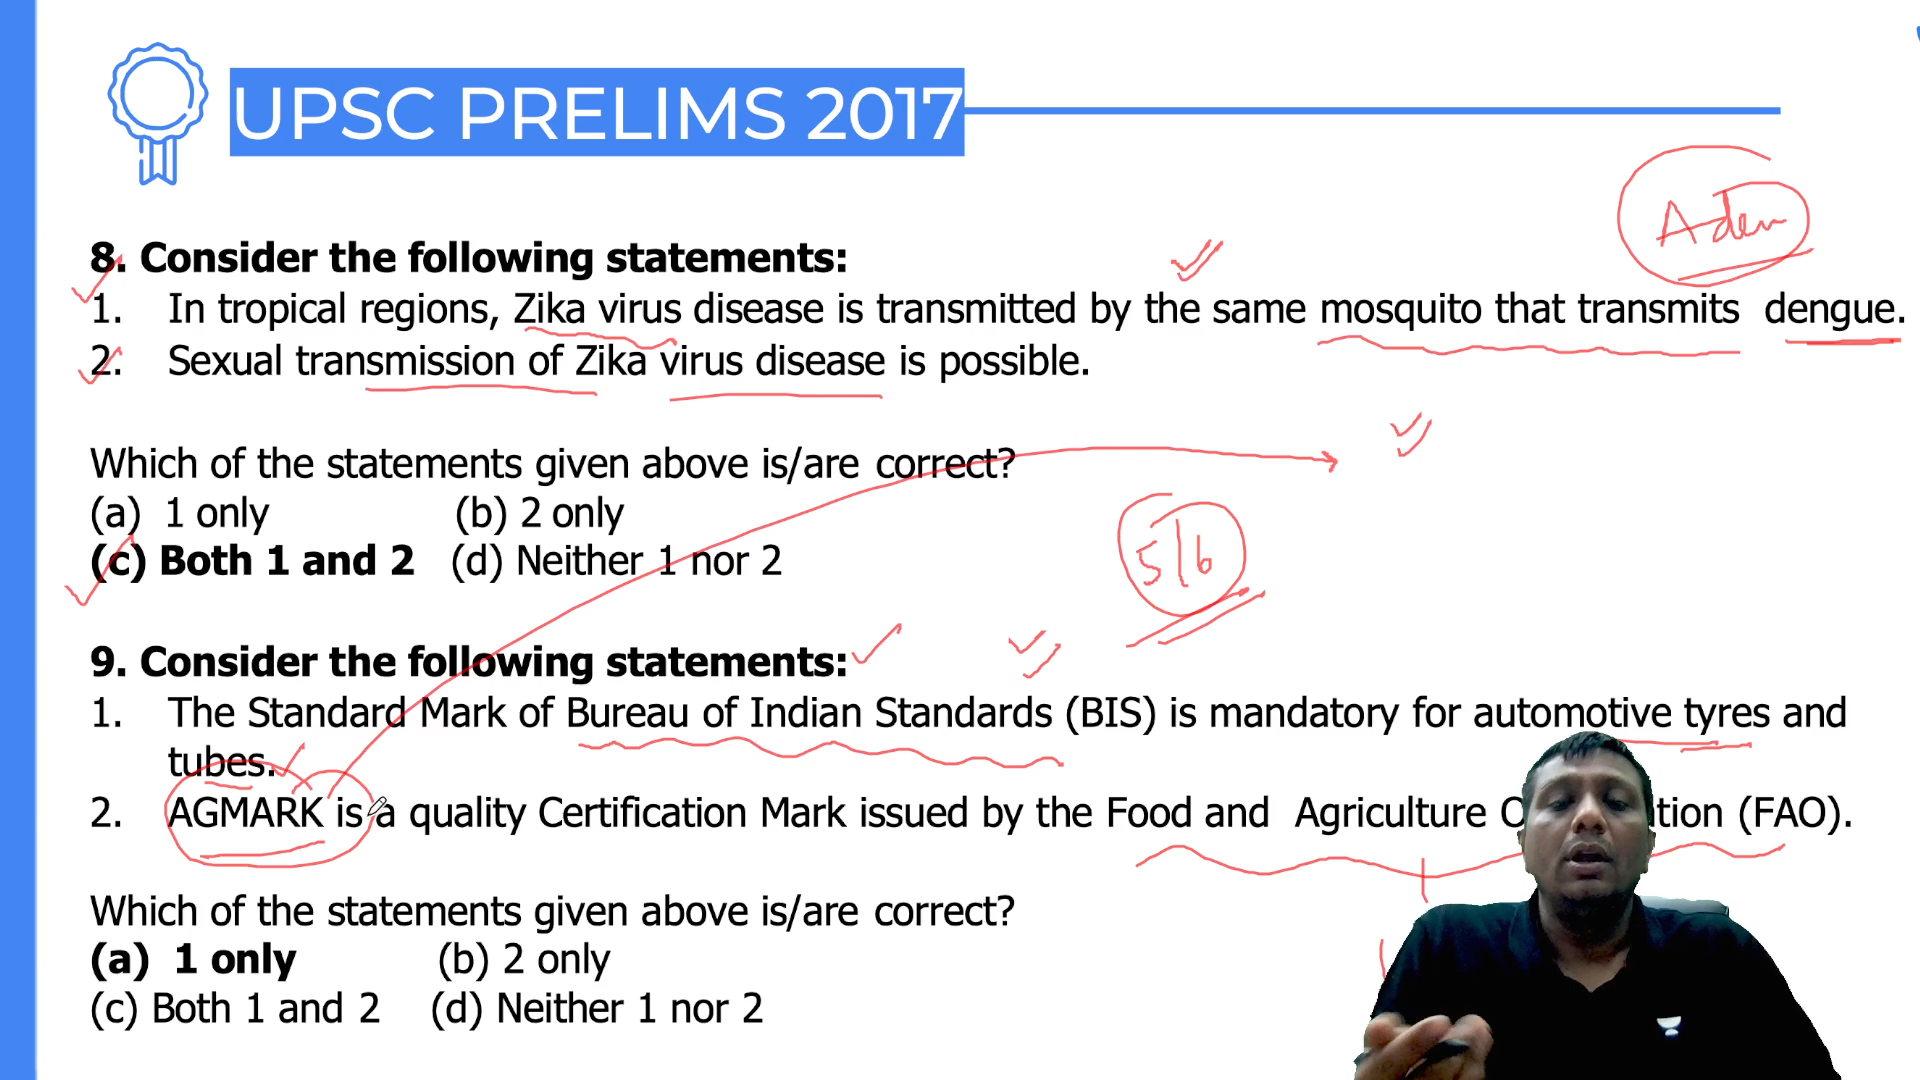 UPSC PRELIMS 2017
8. Consider the following statements:
1. In tropical regions, Zika virus disease is transmitted by the same mosquito that transmits dengue.
2. Sexual transmission of Zika virus disease is possible.
Which of the statements given above is/are correct?
(a) 1 only (b) 2 only
(c) Both 1 and 2 (d) Neither 1 nor 2
5/6
9. Consider the following statements:
1. The Standard Mark of Bureau of Indian Standards (BIS) is mandatory for automotive tyres and
tubes.
2. AGMARK is a quality Certification Mark issued by the Food and Agriculture (FAO).
Which of the statements given above is/are correct?
(a) 1 only (b) 2 only
(c) Both 1 and 2 (d) Neither 1 nor 2